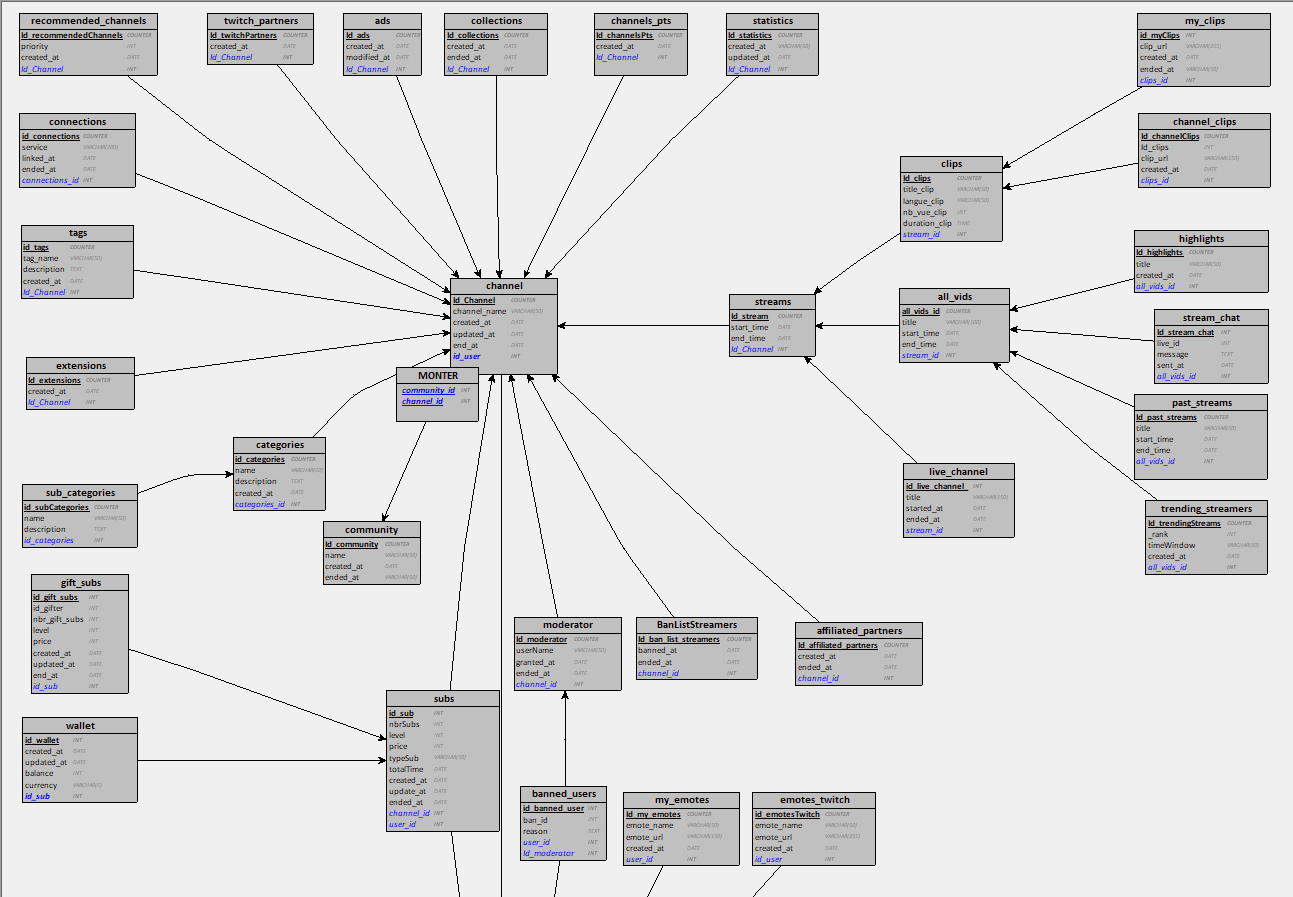 recommended_channels
Id_recommendedChannels COUNTER
priority INT
created_at DATE
Id_Channel INT
twitch_partners
Id_twitchPartners COUNTER
created_at DATE
Id_Channel INT
ads
Id_ads COUNTER
created_at DATE
modified_at DATE
Id_Channel INT
collections
Id_collections COUNTER
created_at DATE
ended_at DATE
Id_Channel INT
channels_pts
Id_channelsPts COUNTER
created_at DATE
Id_Channel INT
statistics
Id_statistics COUNTER
created_at VARCHAR(50)
updated_at DATE
Id_Channel INT
my_clips
id_myClips INT
clip_url VARCHAR(255)
created_at DATE
ended_at VARCHAR(50)
clips_id INT
connections
id_connections COUNTER
service VARCHAR(100)
linked_at DATE
ended_at DATE
connections_id INT
channel_clips
Id_channelClips COUNTER
Id_clips INT
clip_url VARCHAR(150)
created_at DATE
clips_id INT
clips
Id_clips COUNTER
title_clip VARCHAR(50)
langue_clip VARCHAR(50)
nb_vue_clip INT
duration_clip TIME
stream_id INT
tags
id_tags COUNTER
tag_name VARCHAR(50)
description TEXT
created_at DATE
Id_Channel INT
highlights
Id_highlights COUNTER
title VARCHAR(50)
created_at DATE
all_vids_id INT
channel
Id_Channel COUNTER
channel_name VARCHAR(50)
created_at DATE
updated_at DATE
end_at DATE
id_user INT
streams
Id_stream COUNTER
start_time DATE
end_time DATE
Id_Channel INT
all_vids
all_vids_id COUNTER
title VARCHAR(100)
start_time DATE
end_time DATE
stream_id INT
stream_chat
Id_stream_chat INT
live_id INT
message TEXT
sent_at DATE
all_vids_id INT
extensions
Id_extensions COUNTER
created_at DATE
Id_Channel INT
MONTER
community_id INT
channel_id INT
past_streams
Id_past_streams COUNTER
title VARCHAR(50)
start_time DATE
end_time DATE
all_vids_id INT
categories
id_categories COUNTER
name VARCHAR(50)
description TEXT
created_at DATE
categories_id INT
live_channel
id_live_channel COUNTER
title VARCHAR(150)
started_at DATE
ended_at DATE
stream_id INT
sub_categories
id_subCategories COUNTER
name VARCHAR(50)
description TEXT
id_categories INT
trending_streamers
Id_trendingStreams COUNTER
_rank INT
timeWindow VARCHAR(50)
created_at DATE
all_vids_id INT
community
Id_community COUNTER
name VARCHAR(50)
created_at DATE
ended_at VARCHAR(50)
gift_subs
id_gift_subs INT
id_gifter INT
nbr_gift_subs INT
level INT
price INT
created_at DATE
updated_at DATE
end_at DATE
id_sub INT
moderator
Id_moderator COUNTER
userName VARCHAR(50)
granted_at DATE
ended_at DATE
channel_id INT
BanListStreamers
Id_ban_list_streamers COUNTER
banned_at DATE
ended_at DATE
channel_id INT
affiliated_partners
Id_affiliated_partners COUNTER
created_at DATE
ended_at DATE
channel_id INT
subs
id_sub INT
nbrSubs INT
level INT
price INT
typeSub VARCHAR(50)
totalTime DATE
created_at DATE
update_at DATE
ended_at DATE
channel_id INT
user_id INT
wallet
id_wallet INT
created_at DATE
updated_at DATE
balance INT
currency VARCHAR(5)
id_sub INT
banned_users
id_banned_user INT
ban_id INT
reason TEXT
user_id INT
Id_moderator INT
my_emotes
Id_my_emotes COUNTER
emote_name VARCHAR(50)
emote_url VARCHAR(150)
created_at DATE
user_id INT
emotes_twitch
id_emotesTwitch COUNTER
emote_name VARCHAR(50)
emote_url VARCHAR(255)
created_at DATE
id_user INT